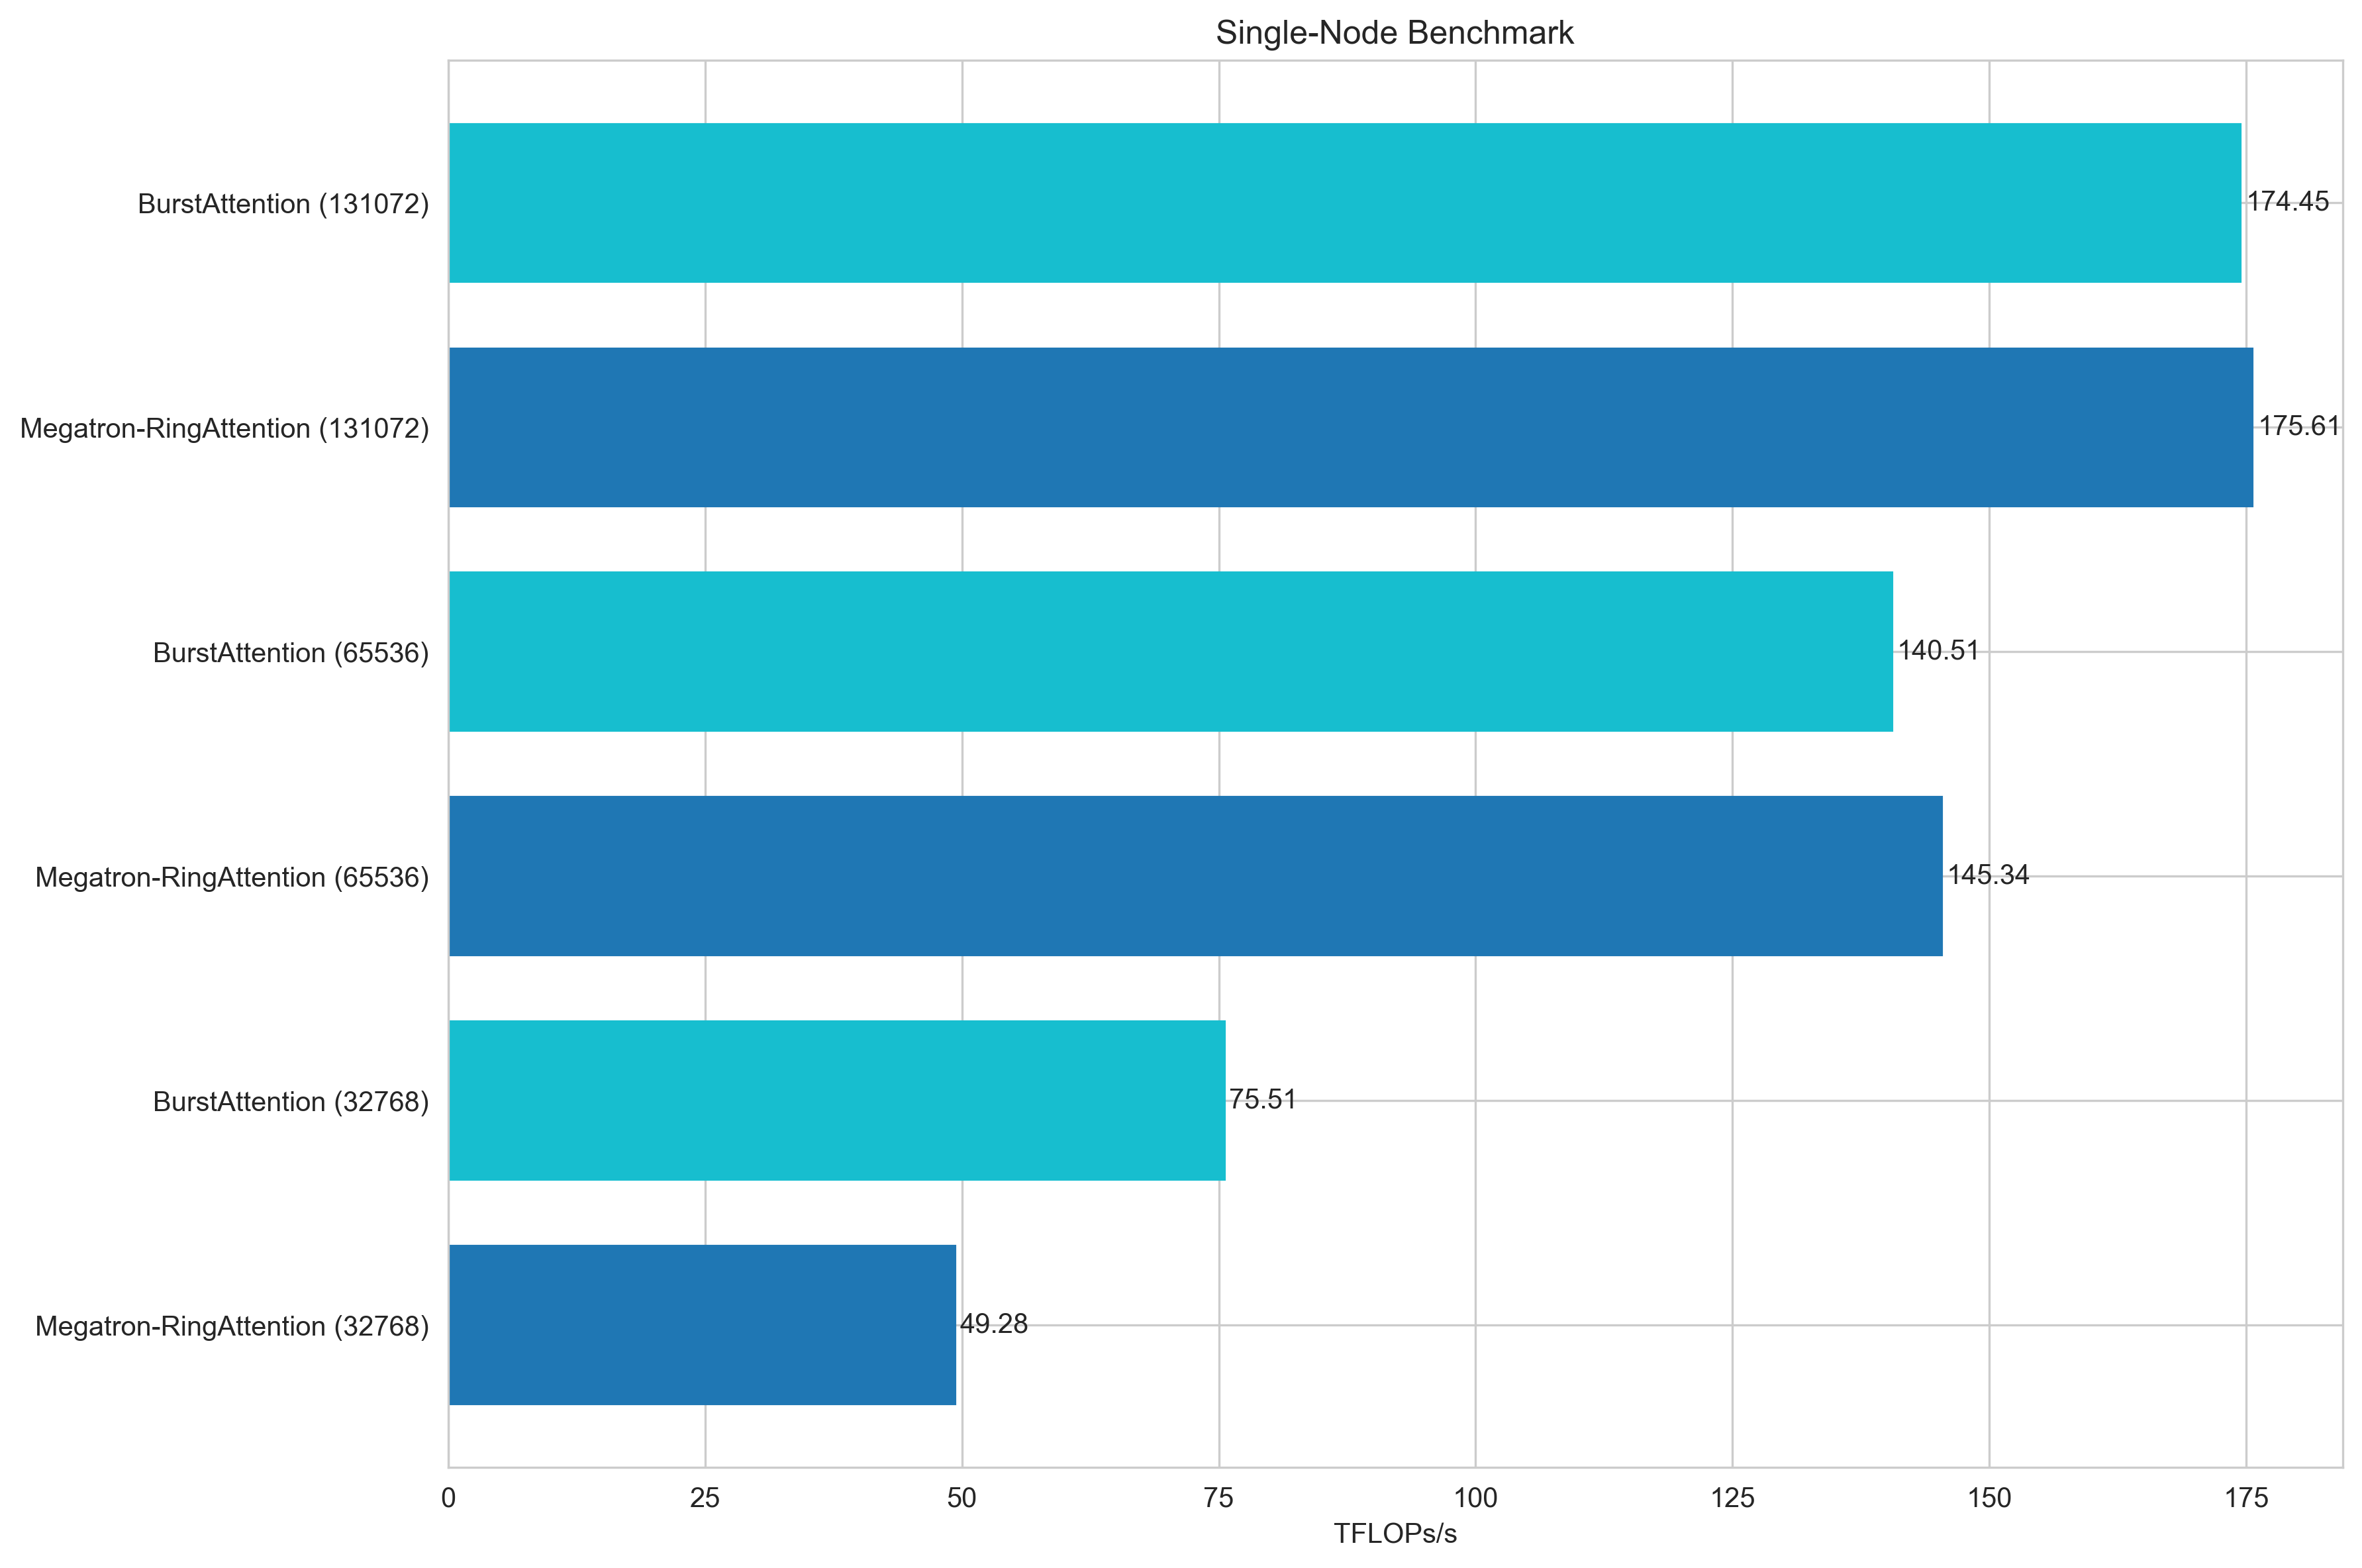 Single-Node Benchmark
BurstAttention (131072)
174.45
Megatron-RingAttention (131072)
175.61
BurstAttention (65536)
140.51
Megatron-RingAttention (65536)
145.34
BurstAttention (32768)
75.51
Megatron-RingAttention (32768)
49.28
0 25 50 75 100 125 150 175
TFLOPs/s